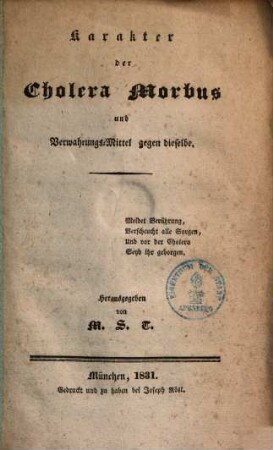 Karakter
der
Cholera Morbus
und
Verwahrungs-Mittel gegen dieselbe.
Meidet Berührung,
Verscheucht alle Sorgen,
Und vor der Cholera
Seyd ihr geborgen.
Herausgegeben
von
M. S. T.
München, 1831.
Gedruckt und zu haben bei Joseph Rösl.